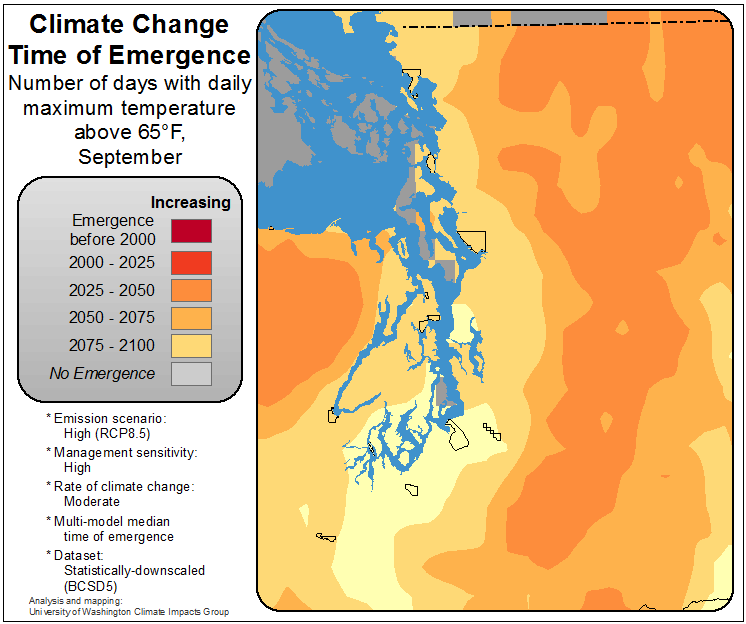 Climate Change
Time of Emergence
Number of days with daily
maximum temperature
above 65°F,
September
Increasing
Emergence
before 2000
2000 - 2025
2025 - 2050
2050 - 2075
2075 - 2100
No Emergence
* Emission scenario:
High (RCP8.5)
* Management sensitivity:
High
* Rate of climate change:
Moderate
* Multi-model median
time of emergence
* Dataset:
Statistically-downscaled
(BCSD5)
Analysis and mapping:
University of Washington Climate Impacts Group